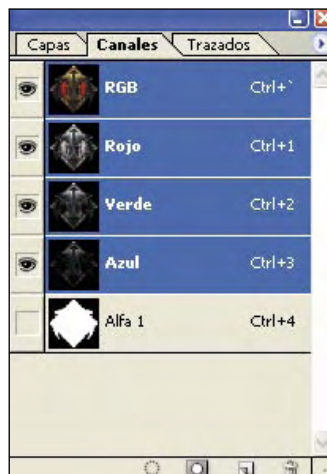 Capas Canales Trazados
RGB Ctrl+`
Rojo Ctrl+1
Verde Ctrl+2
Azul Ctrl+3
Alfa 1 Ctrl+4